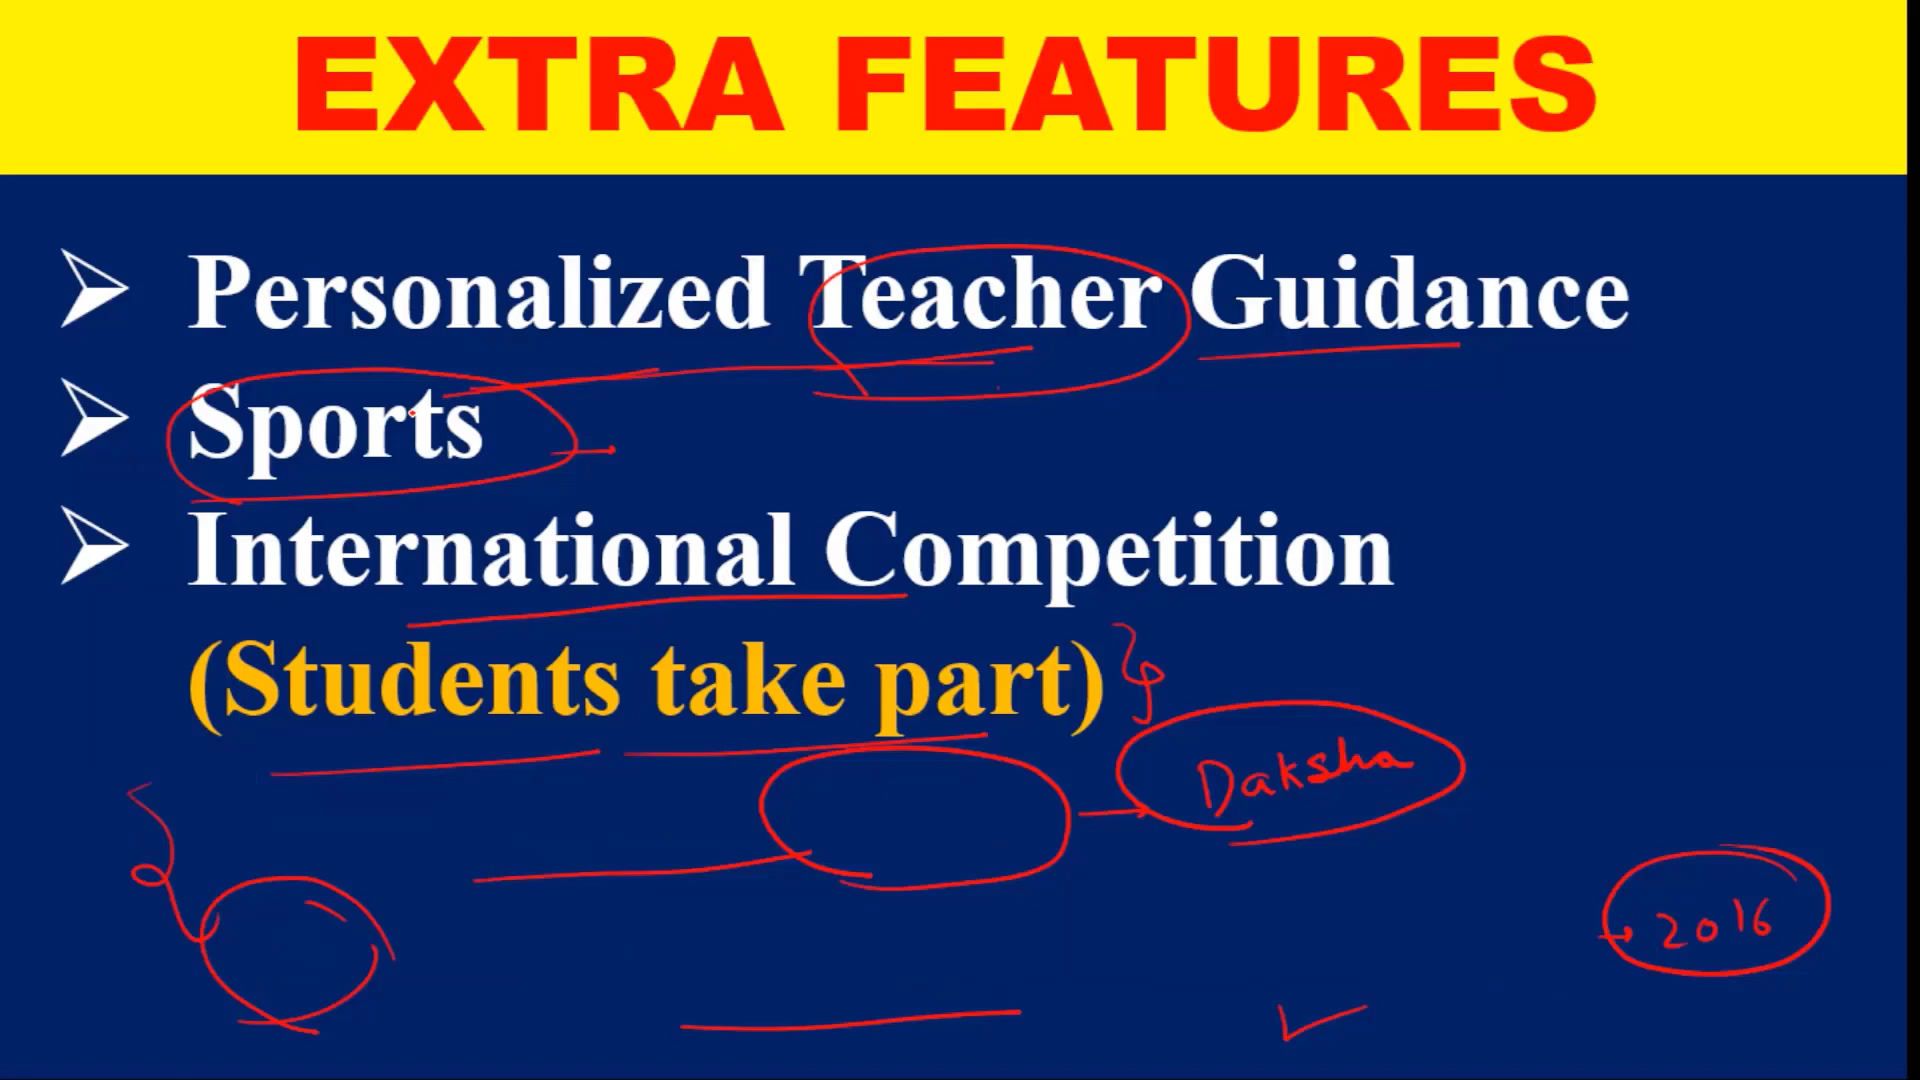 EXTRA FEATURES
Personalized Teacher Guidance
Sports
International Competition
(Students take part)
Daksha
2016